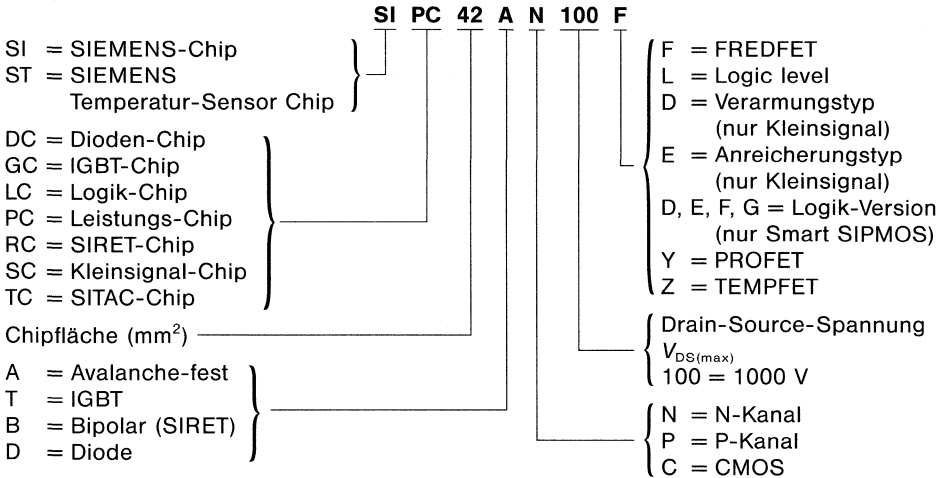 SI PC 42 A N 100 F
SI = SIEMENS-Chip
ST = SIEMENS
Temperatur-Sensor Chip
DC = Dioden-Chip
GC = IGBT-Chip
LC = Logik-Chip
PC = Leistungs-Chip
RC = SIRET-Chip
SC = Kleinsignal-Chip
TC = SITAC-Chip
Chipfläche (mm²)
A = Avalanche-fest
T = IGBT
B = Bipolar (SIRET)
D = Diode
F = FREDFET
L = Logic level
D = Verarmungstyp
(nur Kleinsignal)
E = Anreicherungstyp
(nur Kleinsignal)
D, E, F, G = Logik-Version
(nur Smart SIPMOS)
Y = PROFET
Z = TEMPFET
Drain-Source-Spannung
V_DS(max)
100 = 1000 V
N = N-Kanal
P = P-Kanal
C = CMOS